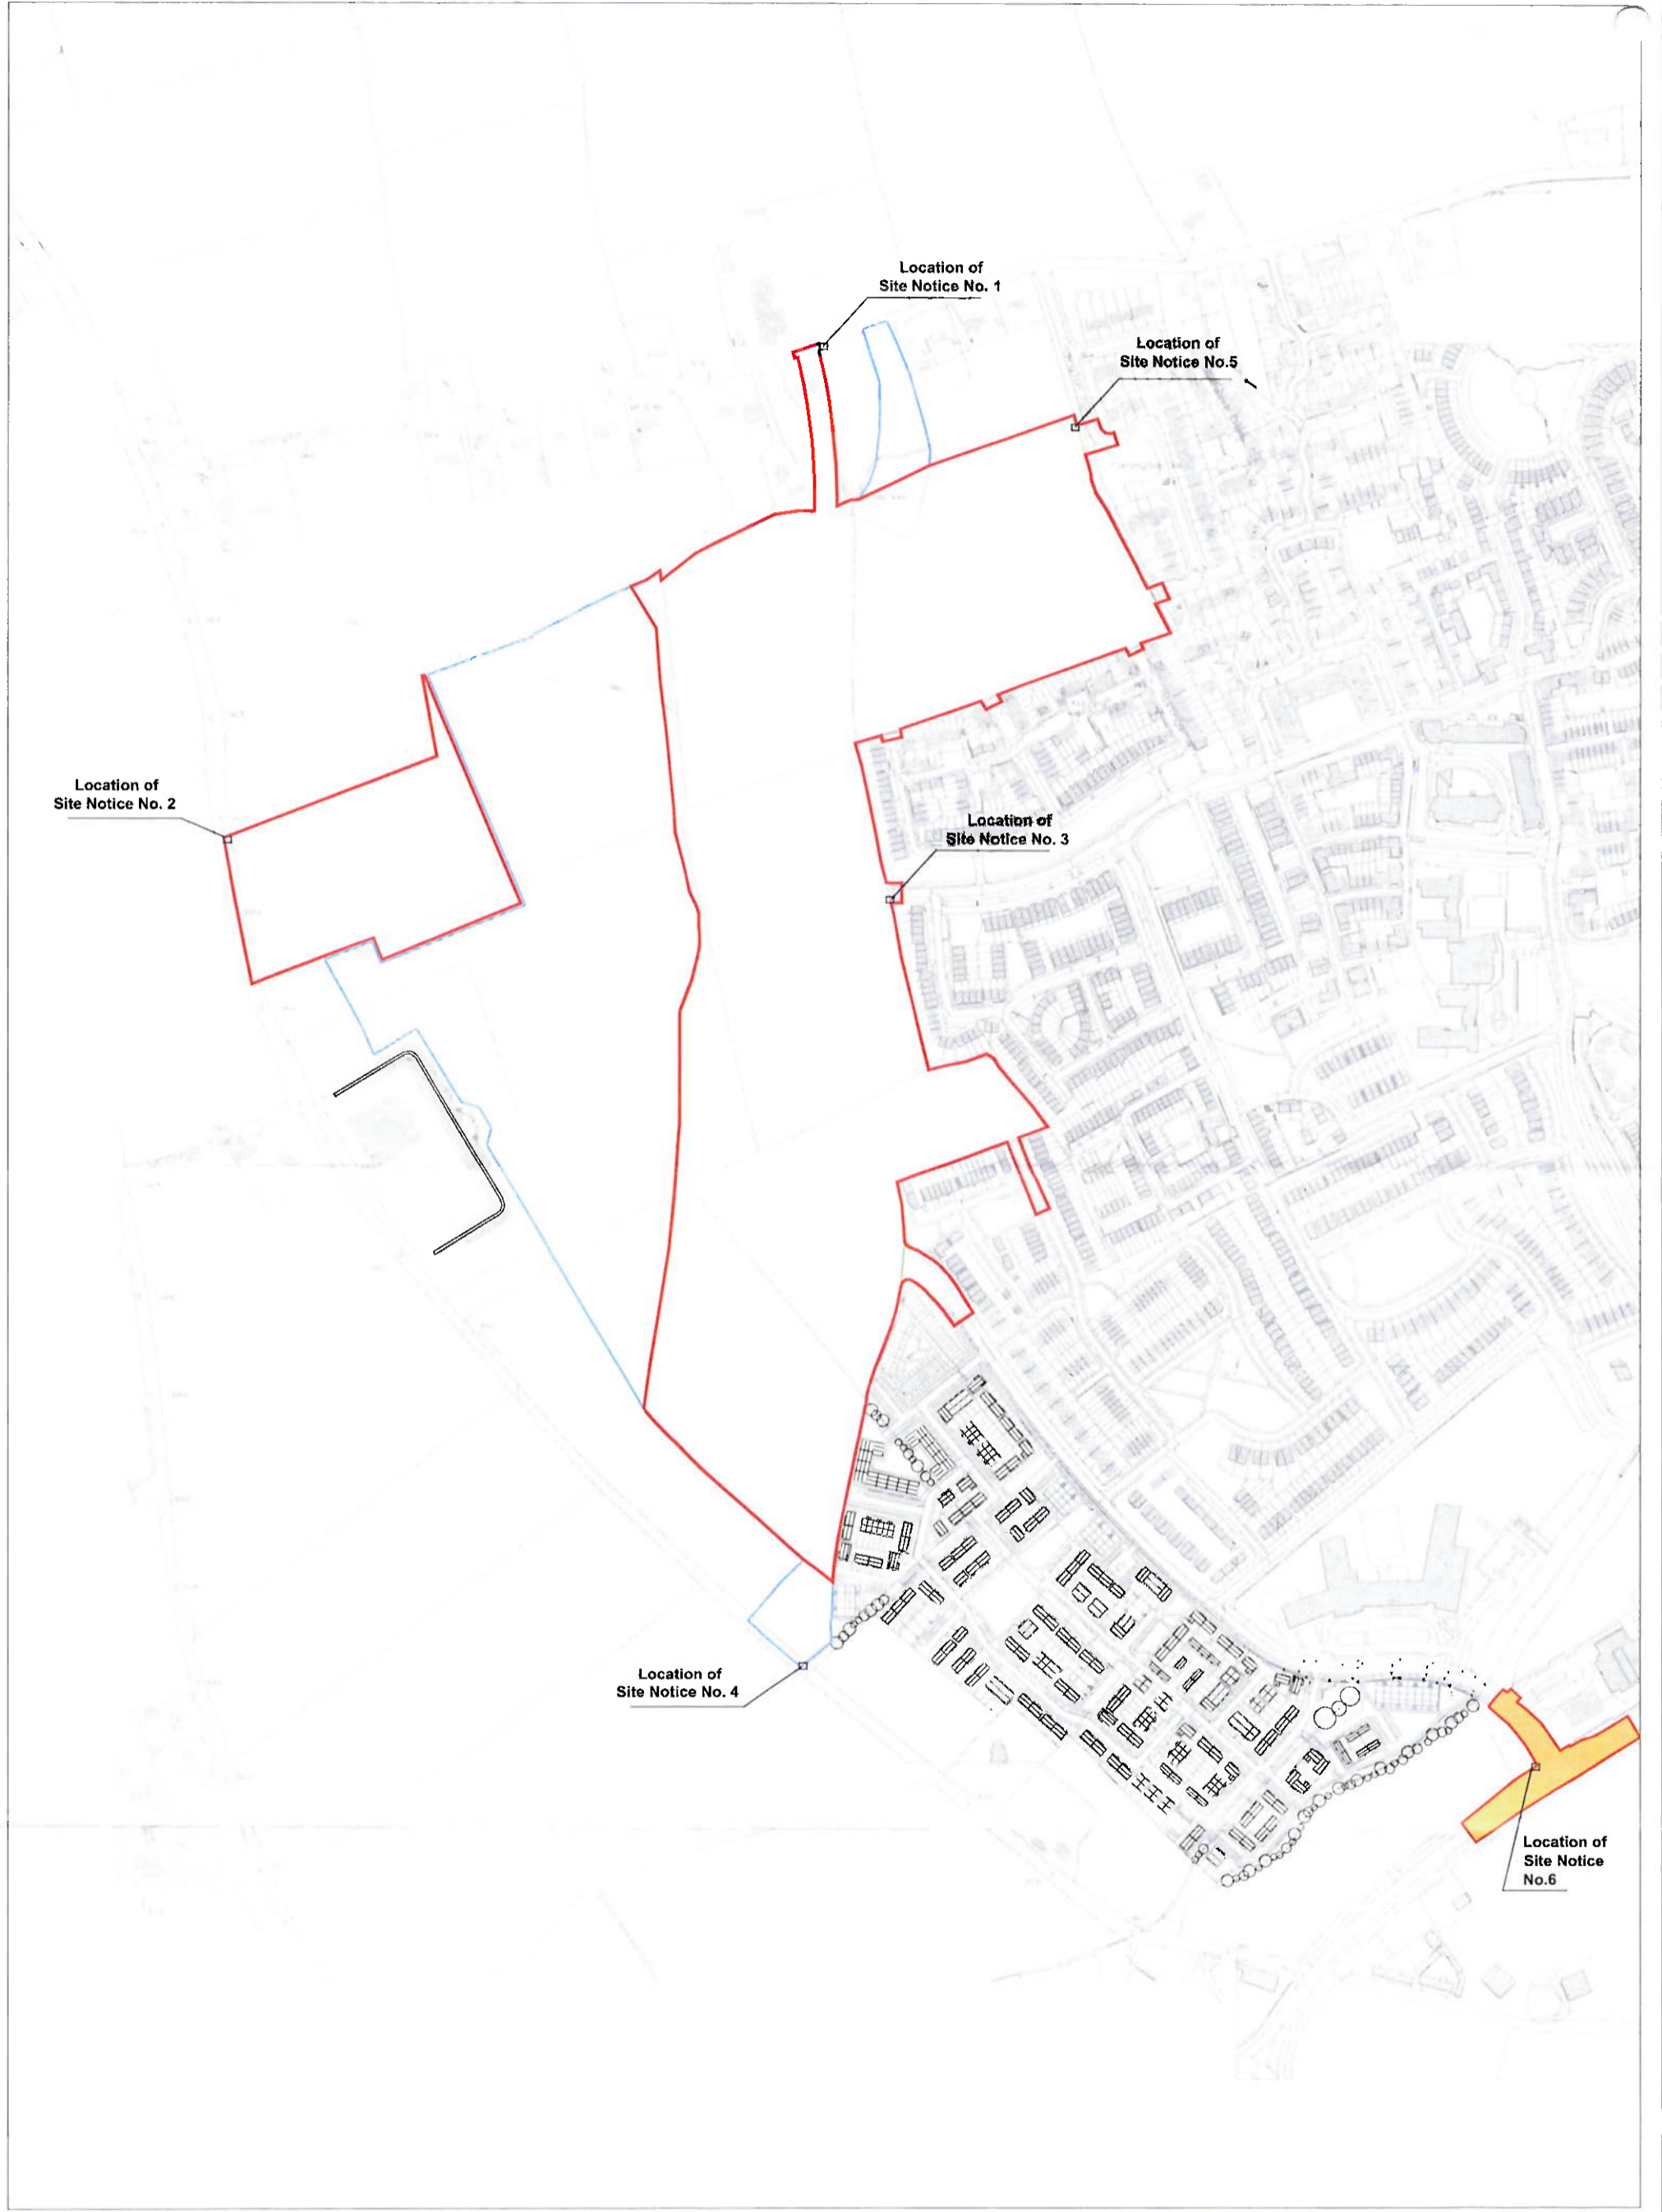 Location of
Site Notice No. 1
Location of
Site Notice No.5
Location of
Site Notice No. 2
Location of
Site Notice No. 3
Location of
Site Notice No. 4
Location of
Site Notice
No.6